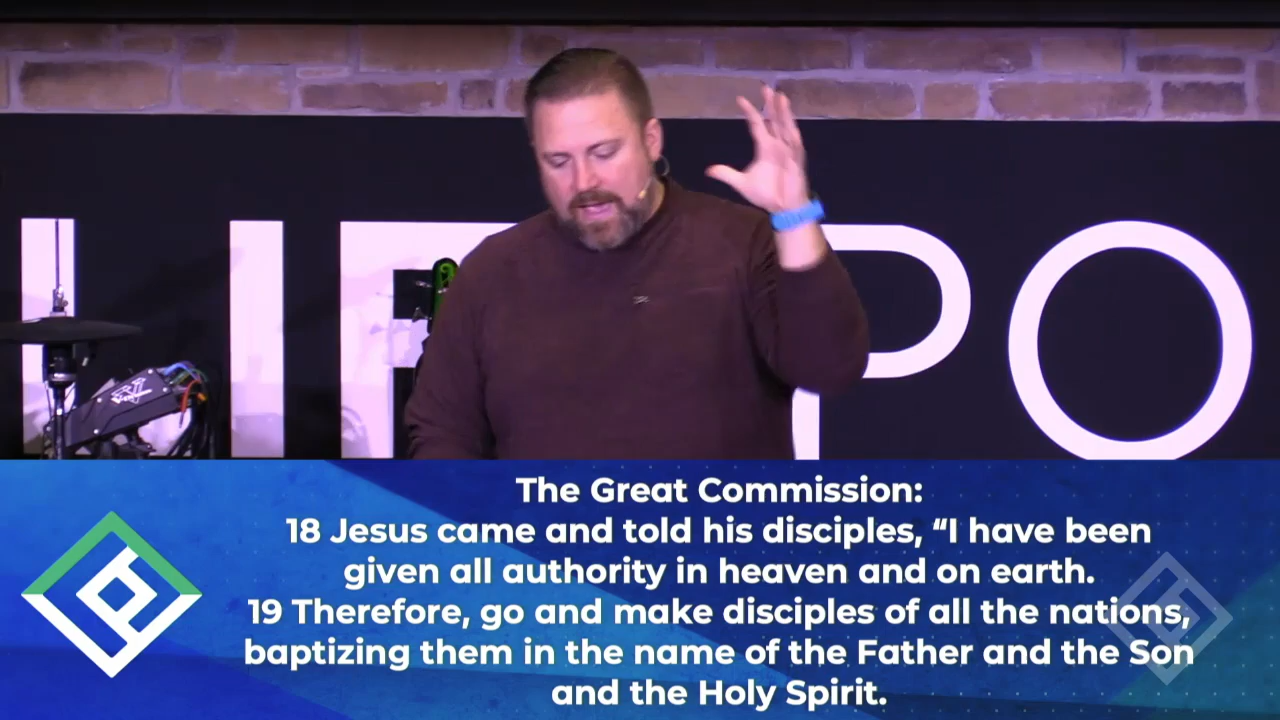 LIFEPO
The Great Commission:
18 Jesus came and told his disciples, “I have been
given all authority in heaven and on earth.
19 Therefore, go and make disciples of all the nations,
baptizing them in the name of the Father and the Son
and the Holy Spirit.